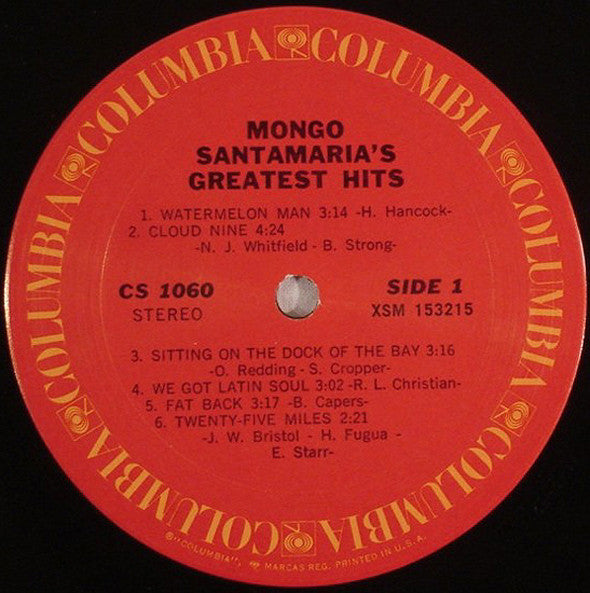 COLUMBIA COLUMBIA COLUMBIA COLUMBIA COLUMBIA COLUMBIA
MONGO
SANTAMARIA'S
GREATEST HITS
1. WATERMELON MAN 3:14 -H. Hancock-
2. CLOUD NINE 4:24
-N. J. Whitfield - B. Strong-
CS 1060
STEREO
SIDE 1
XSM 153215
3. SITTING ON THE DOCK OF THE BAY 3:16
-O. Redding - S. Cropper-
4. WE GOT LATIN SOUL 3:02 -R. L. Christian-
5. FAT BACK 3:17 -B. Capers-
6. TWENTY-FIVE MILES 2:21
-J. W. Bristol - H. Fugua -
E. Starr-
®"COLUMBIA", MARCAS REG. PRINTED IN U.S.A.